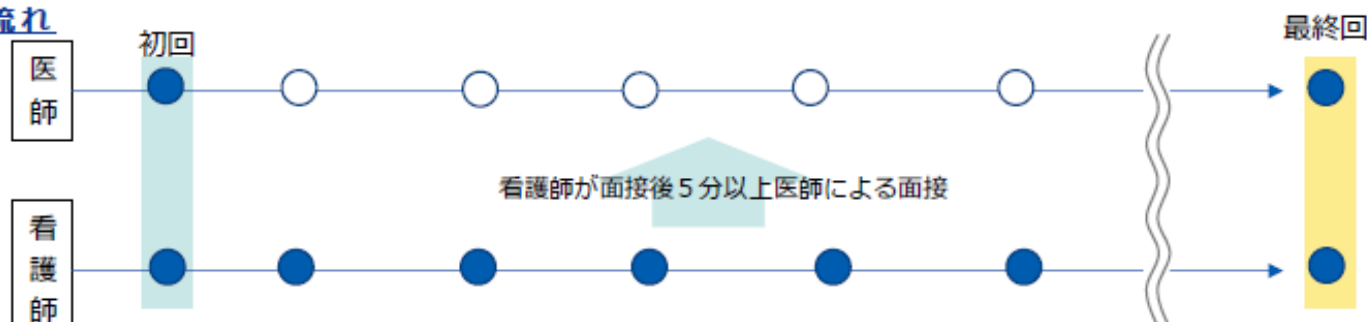 流れ
初回
最終回
医師
看護師が面接後５分以上医師による面接
看護師